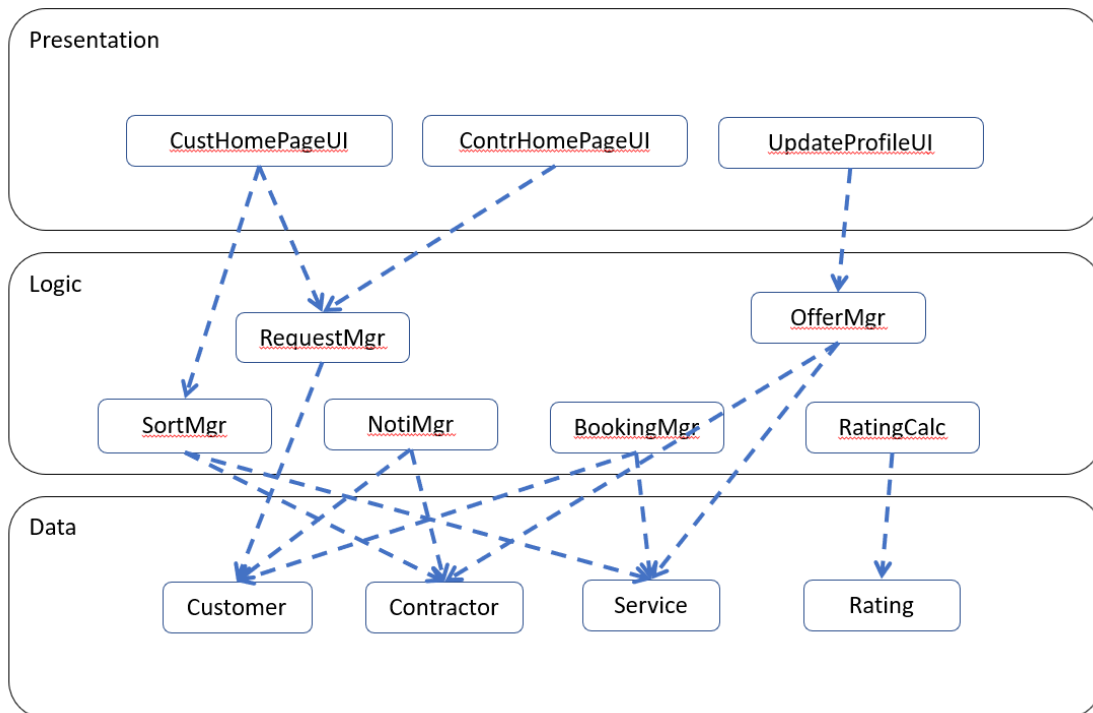 Presentation
CustHomePageUI
ContrHomePageUI
UpdateProfileUI
Logic
OfferMgr
RequestMgr
SortMgr
NotiMgr
BookingMgr
RatingCalc
Data
Customer
Contractor
Service
Rating